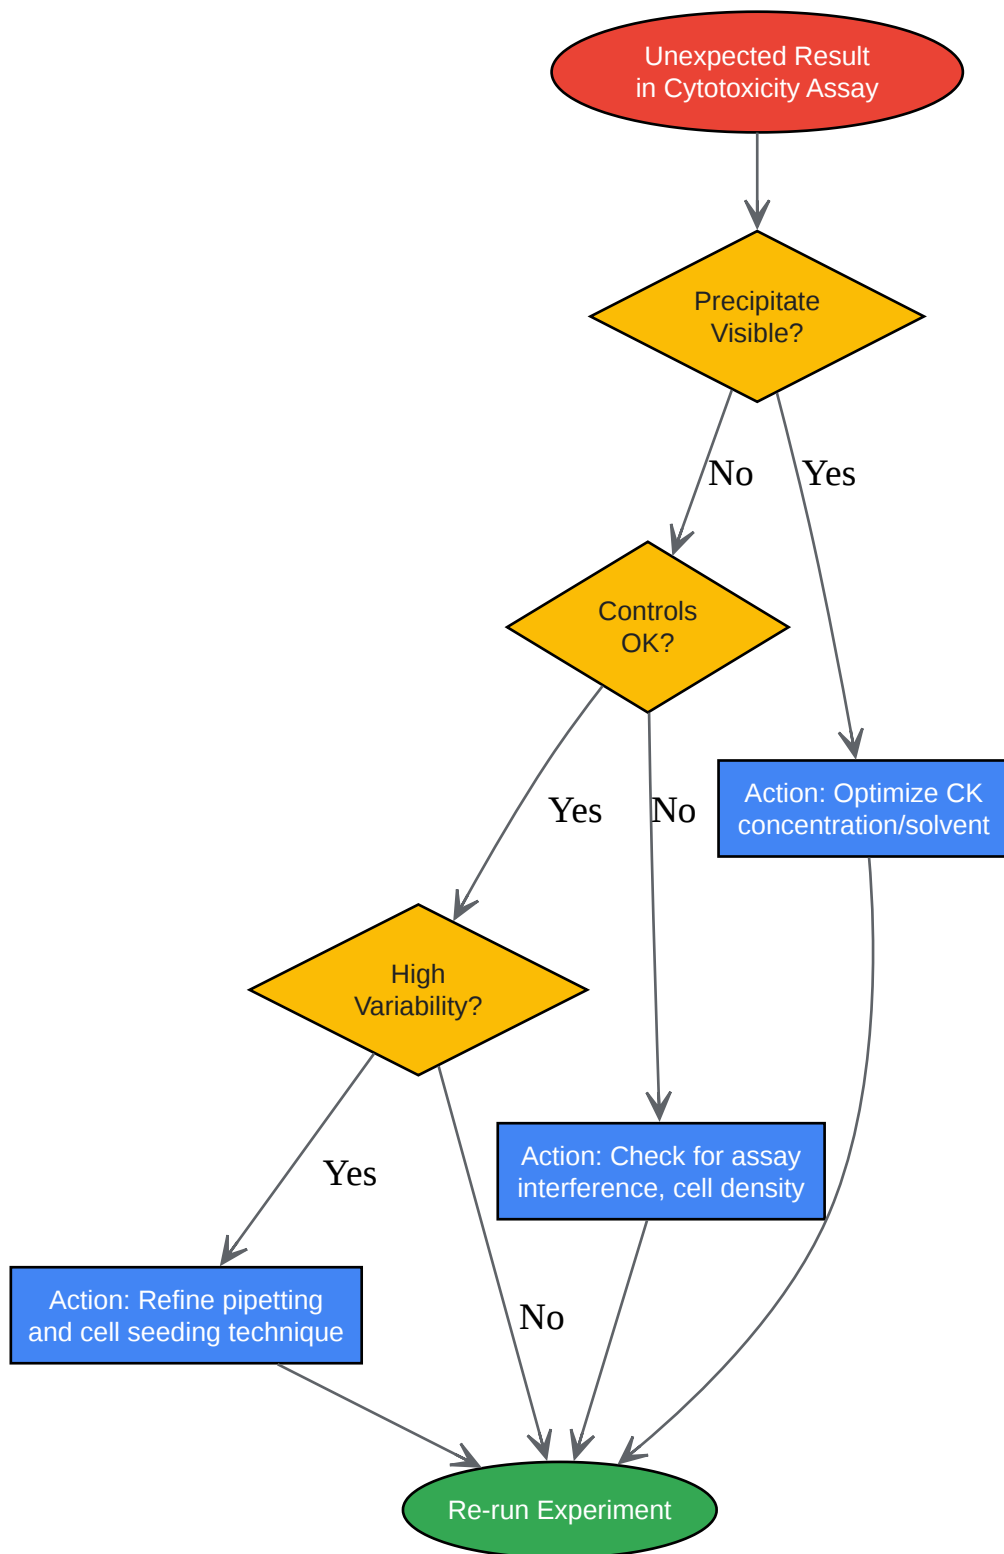 Unexpected Result
in Cytotoxicity Assay
Precipitate
Visible?
No
Yes
Controls
OK?
Yes
No
Action: Optimize CK
concentration/solvent
High
Variability?
Yes
No
Action: Check for assay
interference, cell density
Action: Refine pipetting
and cell seeding technique
Re-run Experiment